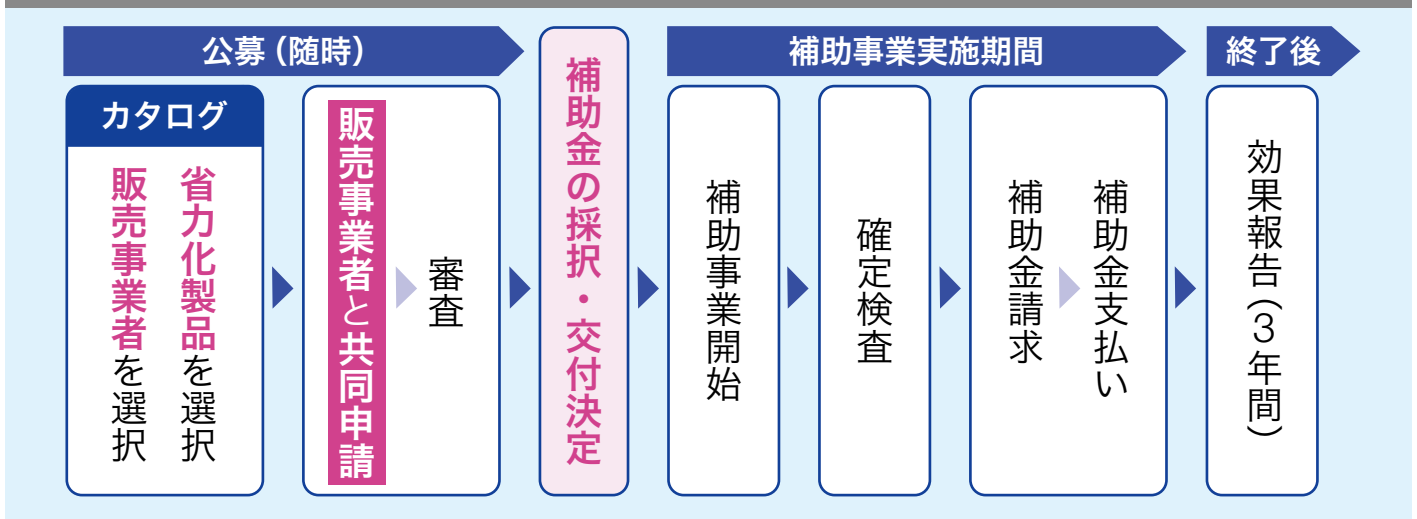 公募（随時）
カタログ
省力化製品を選択
販売事業者を選択
販売事業者と共同申請
審査
補助金の採択・交付決定
補助事業実施期間
補助事業開始
確定検査
補助金請求
補助金支払い
終了後
効果報告（3年間）